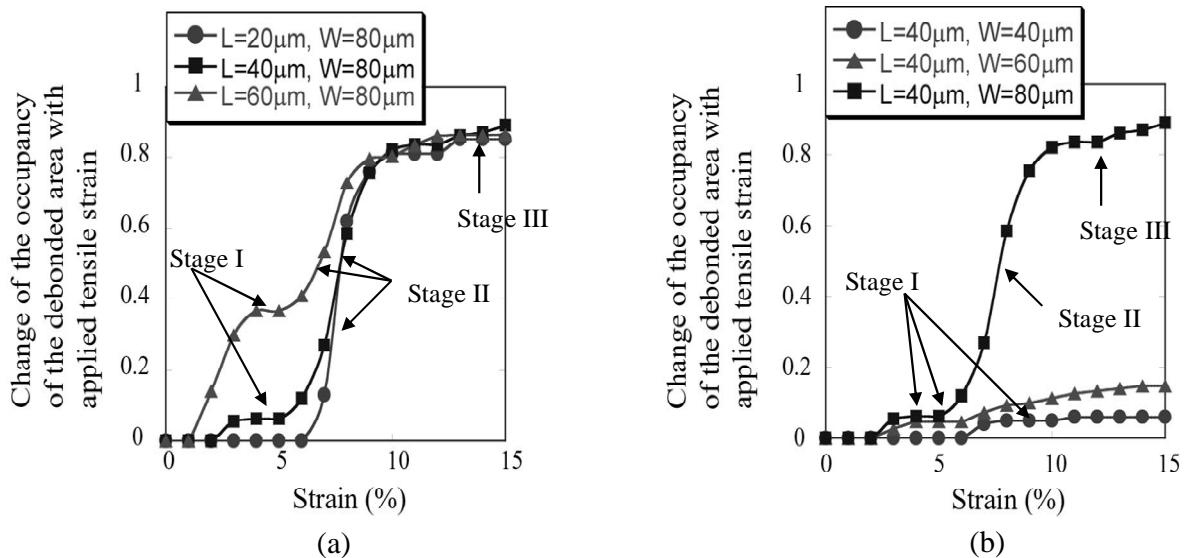 L=20μm, W=80μm
L=40μm, W=80μm
L=60μm, W=80μm
Change of the occupancy
of the debonded area with
applied tensile strain
1
0.8
0.6
0.4
0.2
0
0
5
10
15
Stage I
Stage II
Stage III
Strain (%)
(a)
L=40μm, W=40μm
L=40μm, W=60μm
L=40μm, W=80μm
Change of the occupancy
of the debonded area with
applied tensile strain
1
0.8
0.6
0.4
0.2
0
0
5
10
15
Stage I
Stage II
Stage III
Strain (%)
(b)